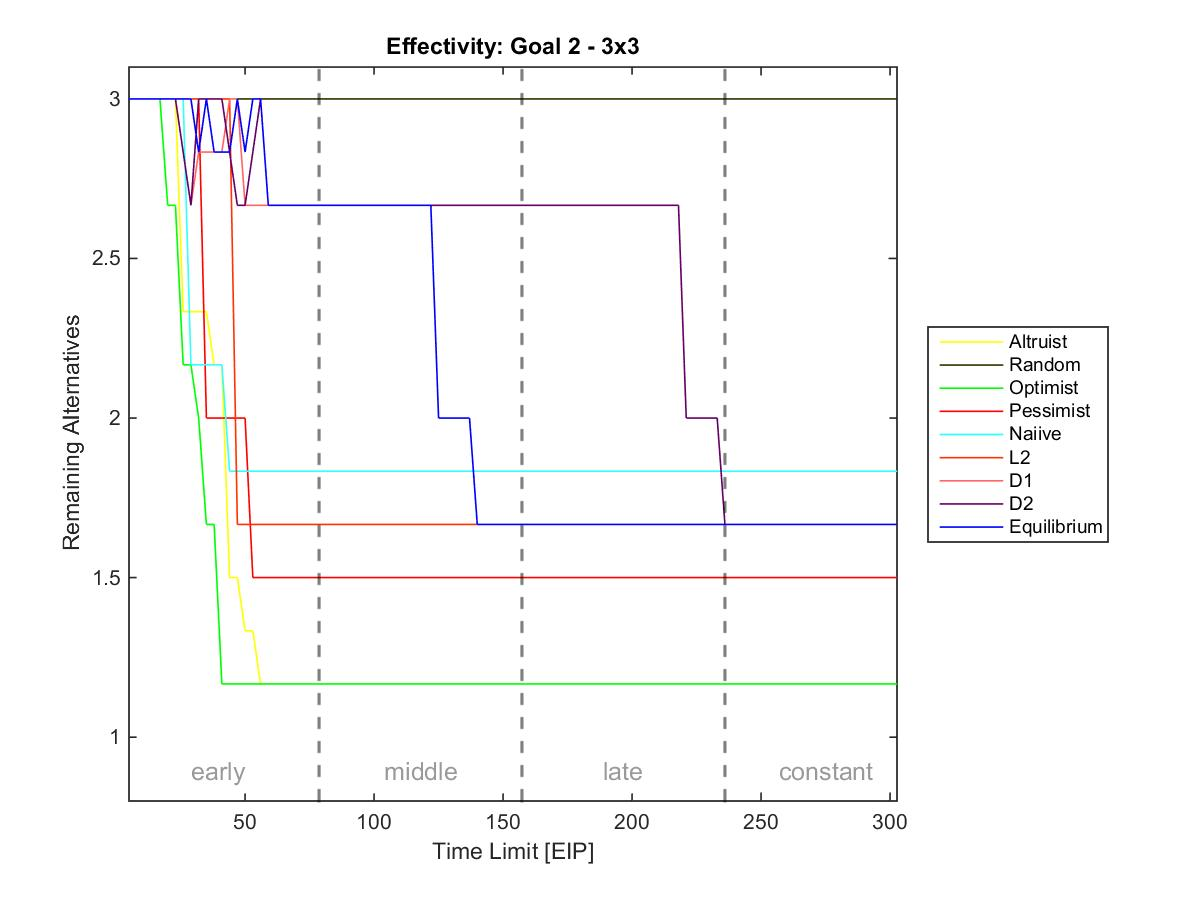 Effectivity: Goal 2 - 3x3
Remaining Alternatives
3
2.5
2
1.5
1
early
middle
late
constant
50
100
150
200
250
300
Time Limit [EIP]
Altruist
Random
Optimist
Pessimist
Naiive
L2
D1
D2
Equilibrium